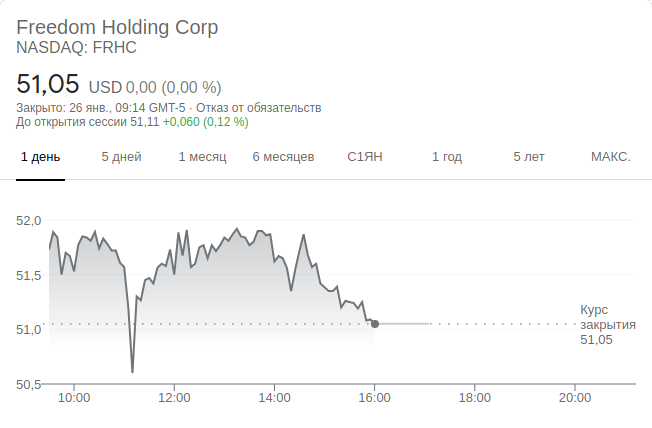 Freedom Holding Corp
NASDAQ: FRHC
51,05 USD 0,00 (0,00 %)
Закрыто: 26 янв., 09:14 GMT-5 · Отказ от обязательств
До открытия сессии 51,11 +0,060 (0,12 %)
1 день 5 дней 1 месяц 6 месяцев С1ЯН 1 год 5 лет МАКС.
52,0
51,5
51,0
50,5
Курс
закрытия
51,05
10:00 12:00 14:00 16:00 18:00 20:00